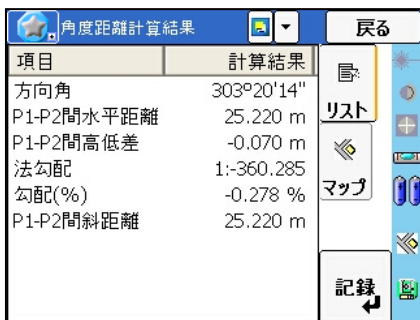 角度距離計算結果
戻る
項目 計算結果
方向角 303º20'14"
P1-P2間水平距離 25.220 m
P1-P2間高低差 -0.070 m
法勾配 1:-360.285
勾配(%) -0.278 %
P1-P2間斜距離 25.220 m
リスト
マップ
記録